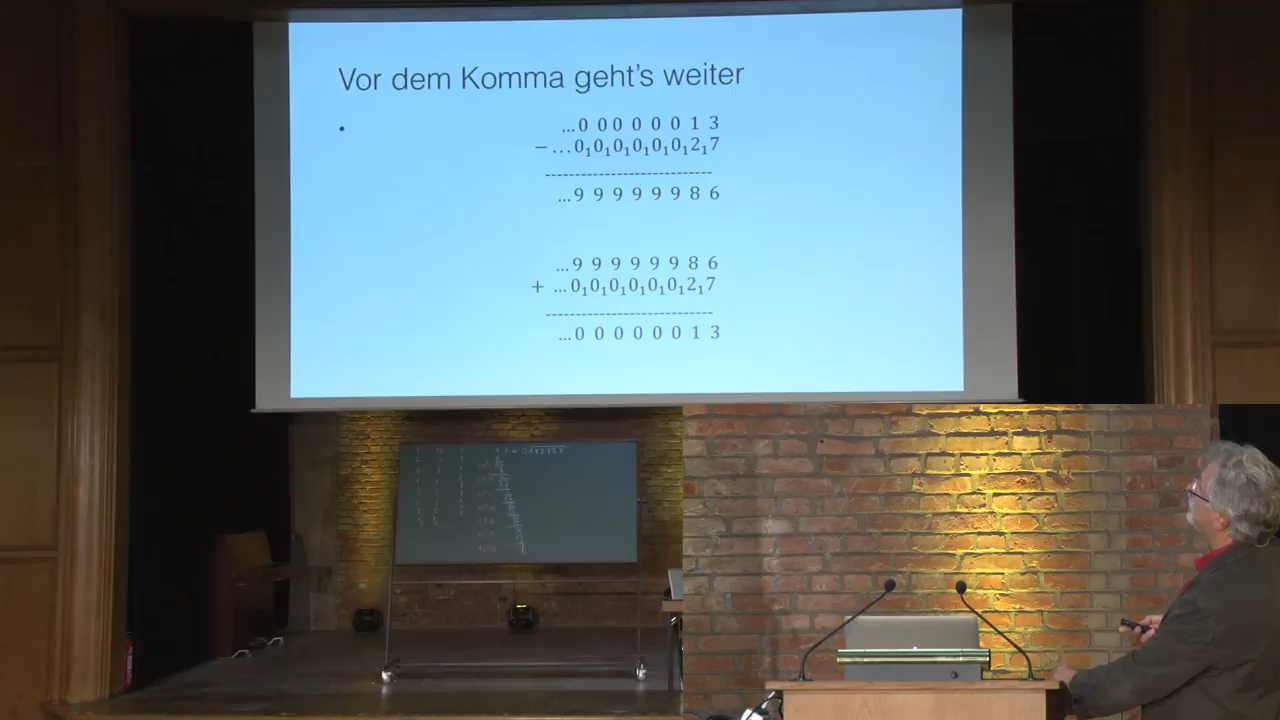 Vor dem Komma geht's weiter
•
...0 0 0 0 0 0 1 3
− ...0₁0₁0₁0₁0₁0₁2₁7
---------------------------
...9 9 9 9 9 9 8 6
...9 9 9 9 9 9 8 6
+ ...0₁0₁0₁0₁0₁0₁2₁7
---------------------------
...0 0 0 0 0 0 1 3